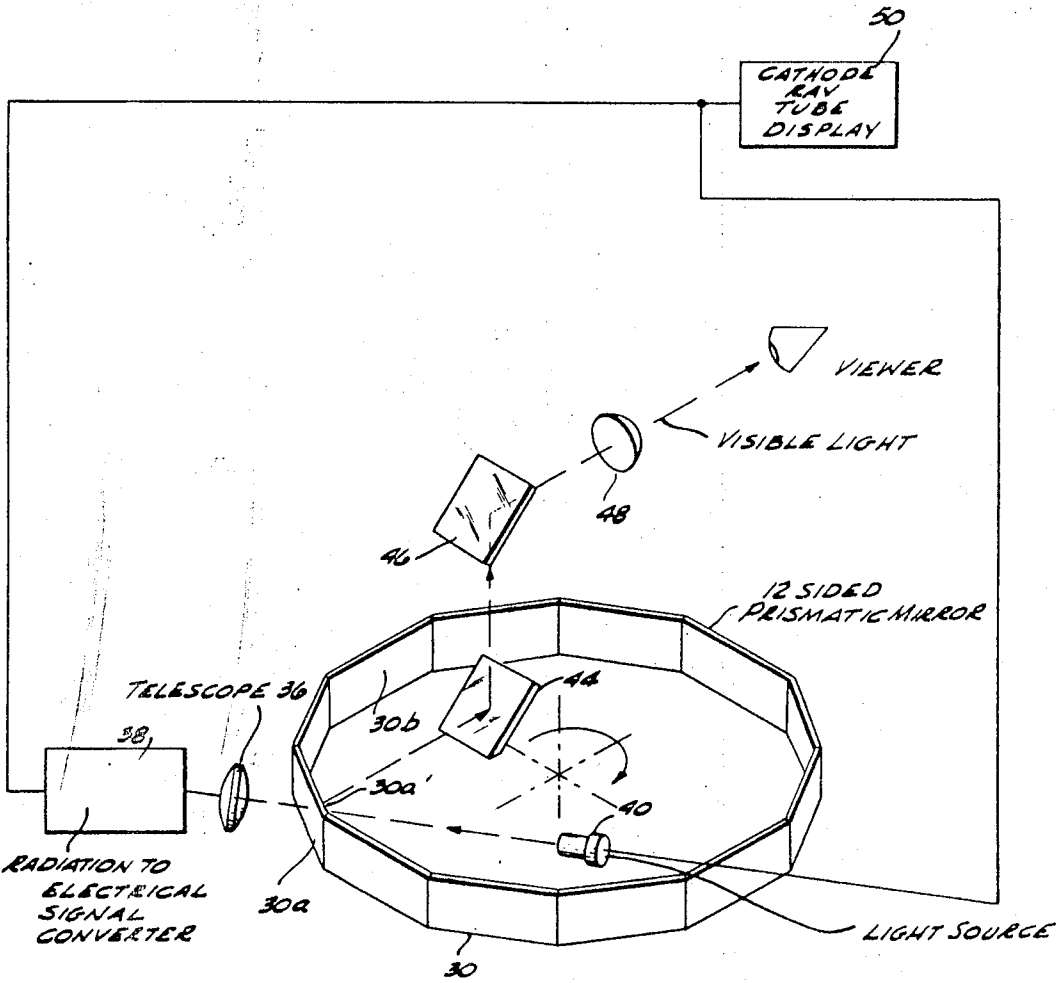 50
CATHODE
RAY
TUBE
DISPLAY
VIEWER
VISIBLE LIGHT
48
46
12 SIDED
PRISMATIC MIRROR
44
TELESCOPE 36
30b
38
30a'
40
RADIATION TO
ELECTRICAL
SIGNAL
CONVERTER
30a
LIGHT SOURCE
30